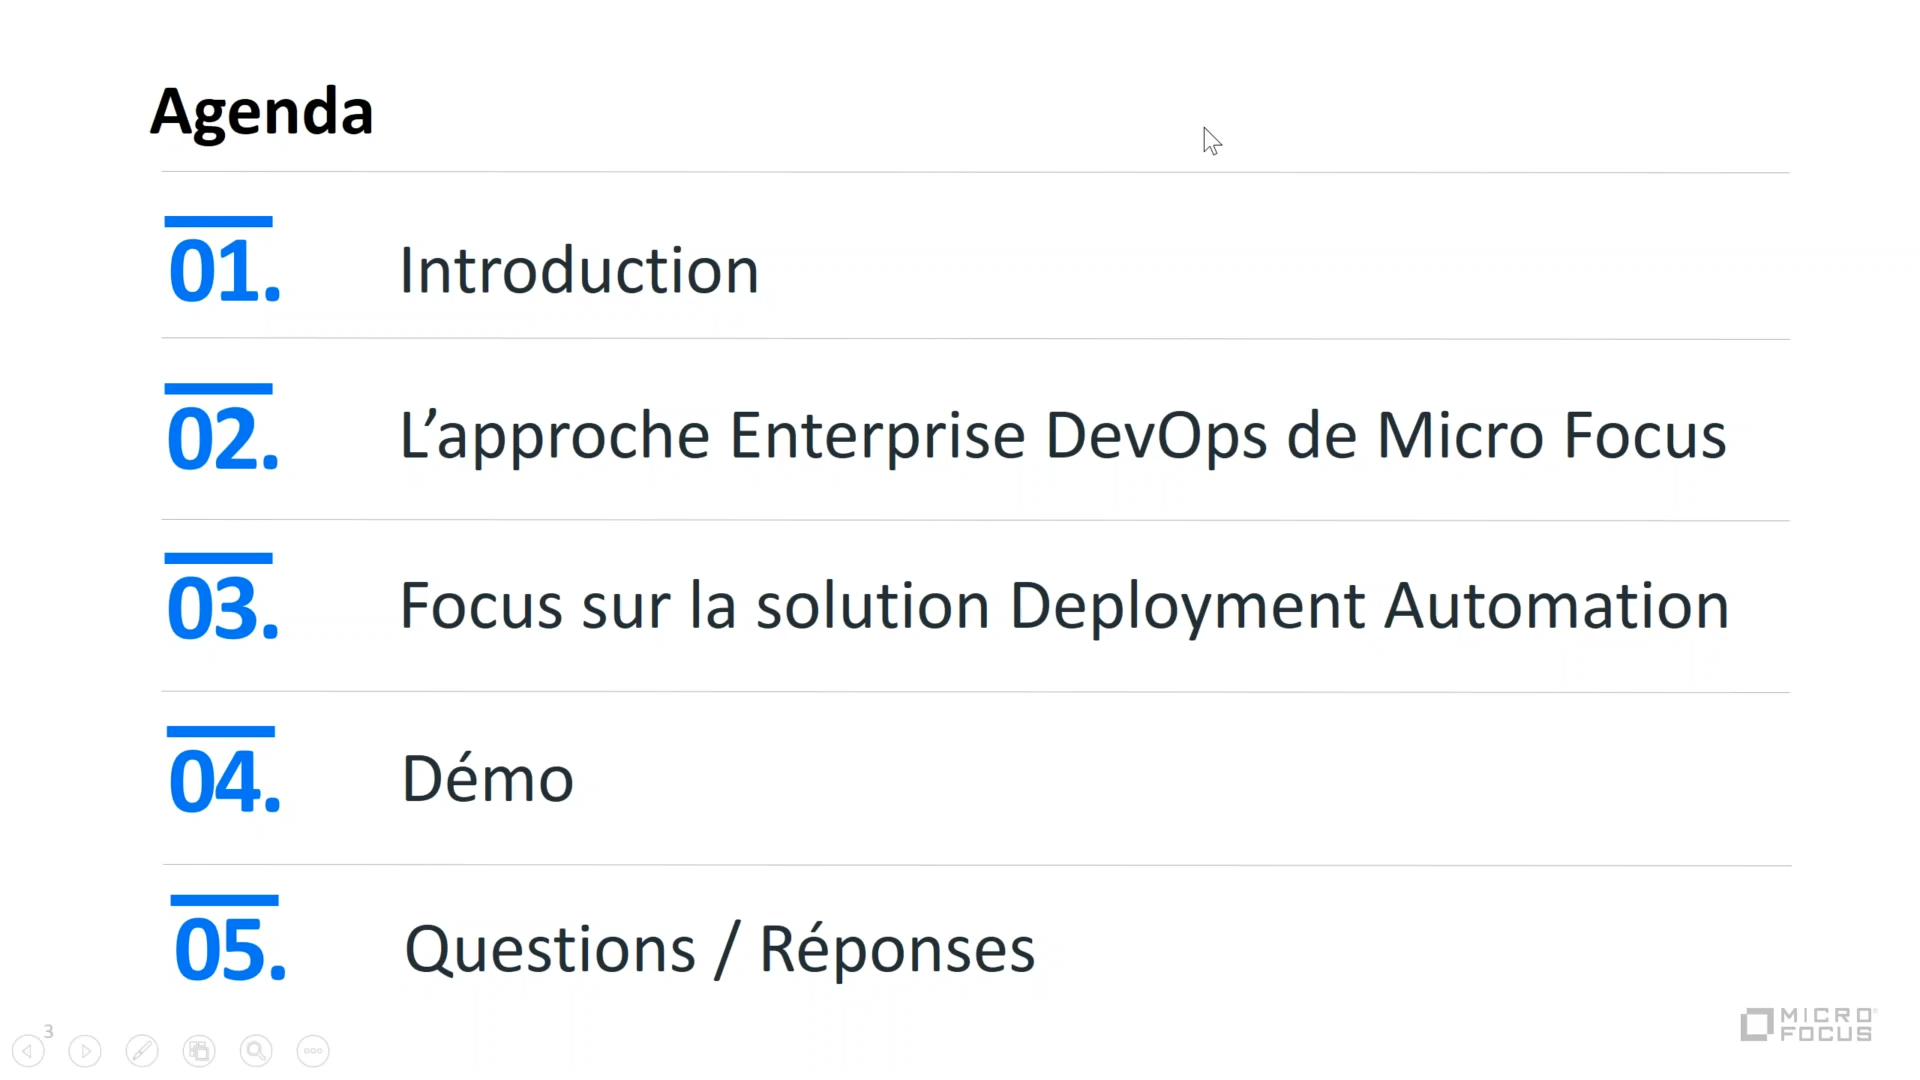 Agenda
01.
Introduction
02.
L’approche Enterprise DevOps de Micro Focus
03.
Focus sur la solution Deployment Automation
04.
Démo
05.
Questions / Réponses
3
MICRO
FOCUS